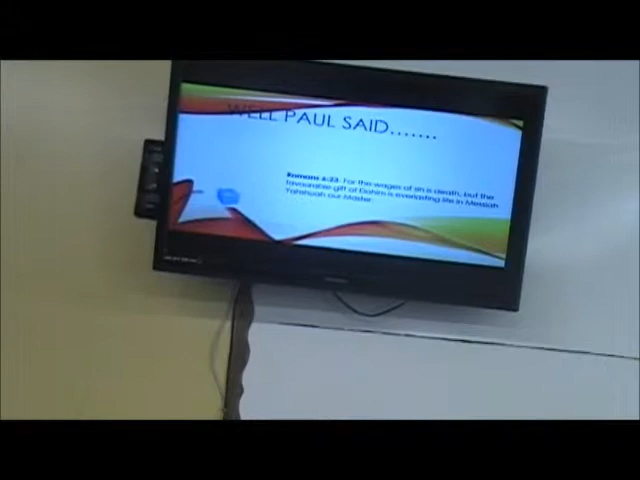 WELL PAUL SAID.......
Romans 6:23- For the wages of sin is death, but the
favourable gift of Elohim is everlasting life in Messiah
Yahshuah our Master.